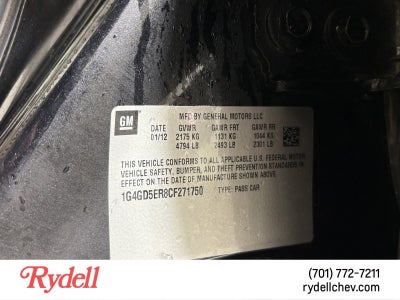 GM
MFD BY GENERAL MOTORS LLC
DATE GVWR GAWR FRT GAWR RR
01/12 2175 KG 1131 KG 1044 KG
4794 LB 2493 LB 2301 LB
THIS VEHICLE CONFORMS TO ALL APPLICABLE U.S. FEDERAL MOTOR
VEHICLE SAFETY, BUMPER, AND THEFT PREVENTION STANDARDS IN
EFFECT ON THE DATE OF MANUFACTURE SHOWN ABOVE.
1G4GD5ER8CF271750 TYPE: PASS CAR
Rydell
(701) 772-7211
rydellchev.com